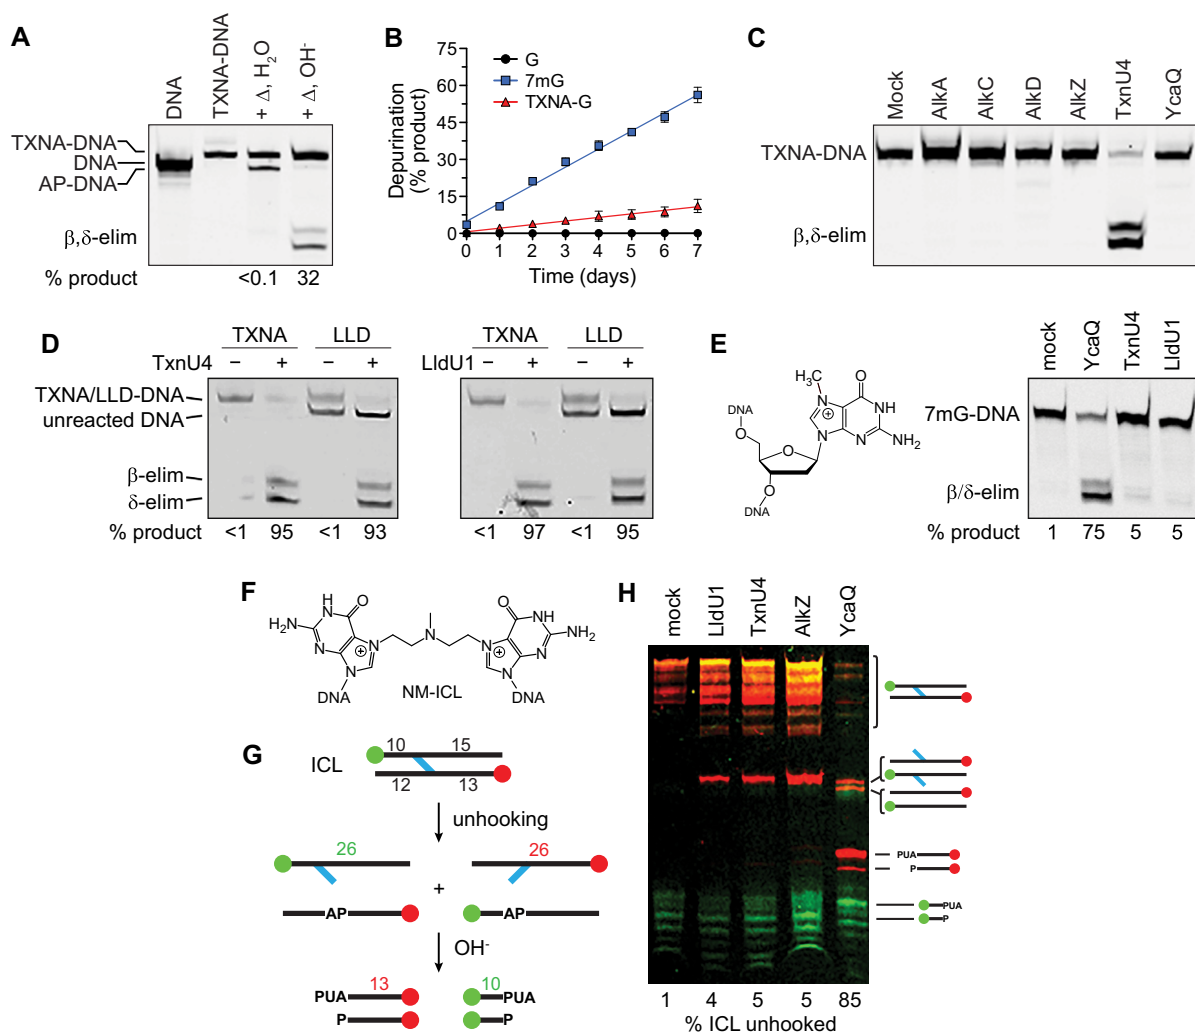 A
DNA
TXNA-DNA
+ Δ, H2O
+ Δ, OH-
TXNA-DNA
DNA
AP-DNA
β,δ-elim
% product
<0.1
32
B
G
7mG
TXNA-G
Depurination
(% product)
75
60
45
30
15
0
0 1 2 3 4 5 6 7
Time (days)
C
Mock
AlkA
AlkC
AlkD
AlkZ
TxnU4
YcaQ
TXNA-DNA
β,δ-elim
D
TXNA LLD
TxnU4 – + – +
TXNA/LLD-DNA
unreacted DNA
β-elim
δ-elim
% product <1 95 <1 93
TXNA LLD
LldU1 – + – +
<1 97 <1 95
E
H3C
N
O
NH
N
N
NH2
DNA
O
O
O
DNA
mock
YcaQ
TxnU4
LldU1
7mG-DNA
β/δ-elim
% product 1 75 5 5
F
H
N
O
H2N
N
N
N
DNA
N
NM-ICL
O
H
N
N
N
N
NH2
DNA
G
ICL
10 15
12 13
unhooking
26 26
+
AP AP
OH-
13 10
PUA PUA
P P
H
mock
LldU1
TxnU4
AlkZ
YcaQ
PUA
P
PUA
P
1 4 5 5 85
% ICL unhooked